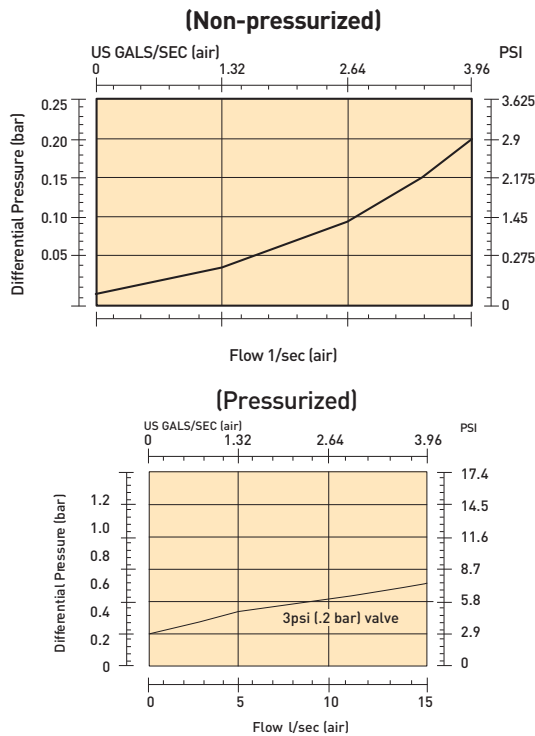 (Non-pressurized)
US GALS/SEC (air) PSI
0 1.32 2.64 3.96
0.25 3.625
0.20 2.9
0.15 2.175
0.10 1.45
0.05 0.275
0
Differential Pressure (bar)
Flow 1/sec (air)
(Pressurized)
US GALS/SEC (air) PSI
0 1.32 2.64 3.96
17.4
1.2 14.5
1.0 11.6
0.8 8.7
0.6 5.8
0.4 2.9
0.2
0 0
Differential Pressure (bar)
3psi (.2 bar) valve
0 5 10 15
Flow l/sec (air)